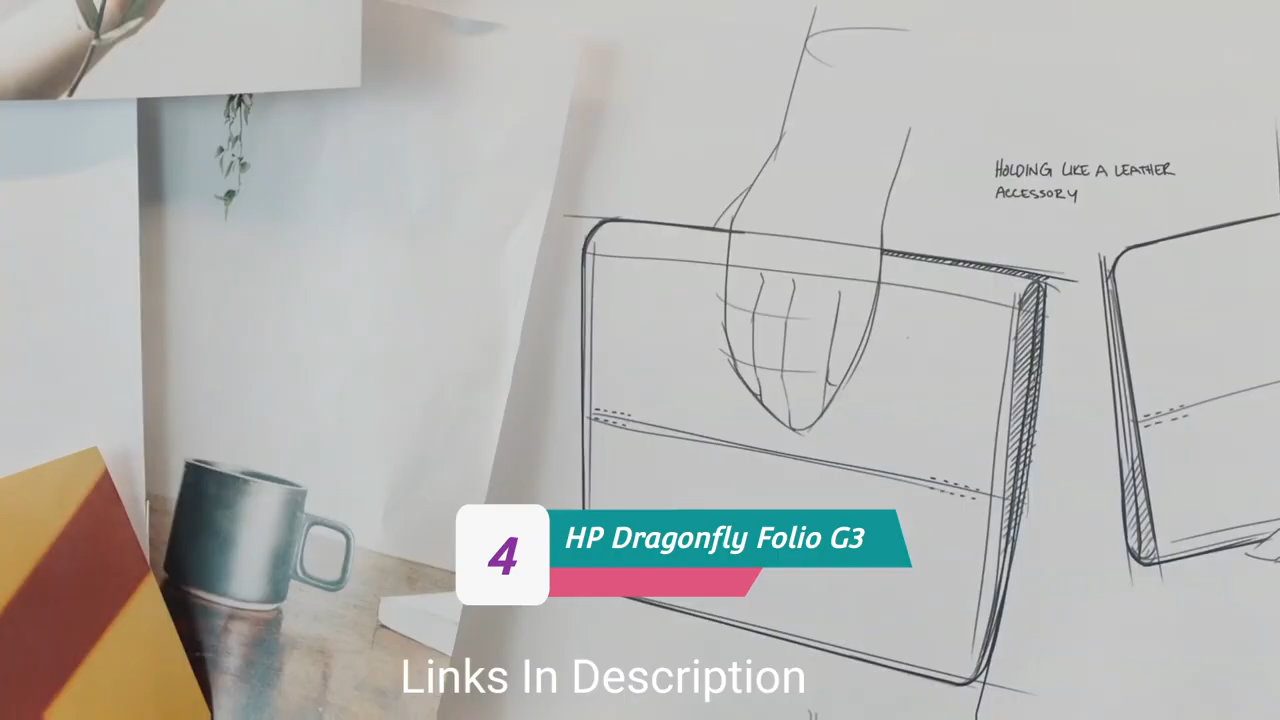 HOLDING LIKE A LEATHER
ACCESSORY
4
HP Dragonfly Folio G3
Links In Description